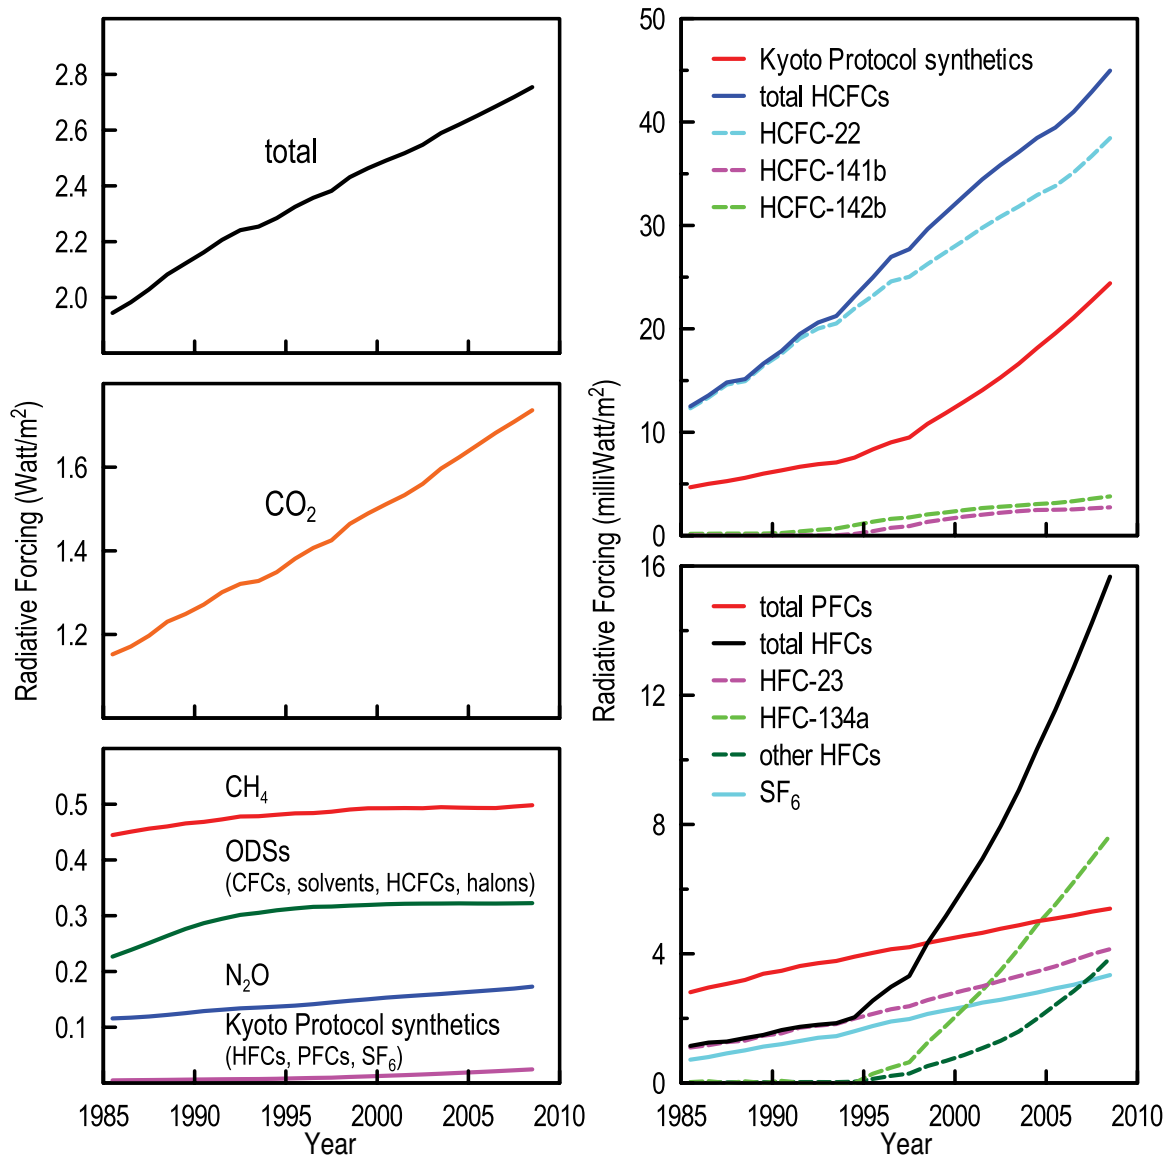 2.8
2.6
2.4
2.2
2.0
total
Radiative Forcing (Watt/m²)
1.6
1.4
1.2
CO₂
0.5
0.4
0.3
0.2
0.1
CH₄
ODSs
(CFCs, solvents, HCFCs, halons)
N₂O
Kyoto Protocol synthetics
(HFCs, PFCs, SF₆)
1985 1990 1995 2000 2005 2010
Year
Radiative Forcing (milliWatt/m²)
50
40
30
20
10
0
Kyoto Protocol synthetics
total HCFCs
HCFC-22
HCFC-141b
HCFC-142b
16
12
8
4
0
total PFCs
total HFCs
HFC-23
HFC-134a
other HFCs
SF₆
1985 1990 1995 2000 2005 2010
Year